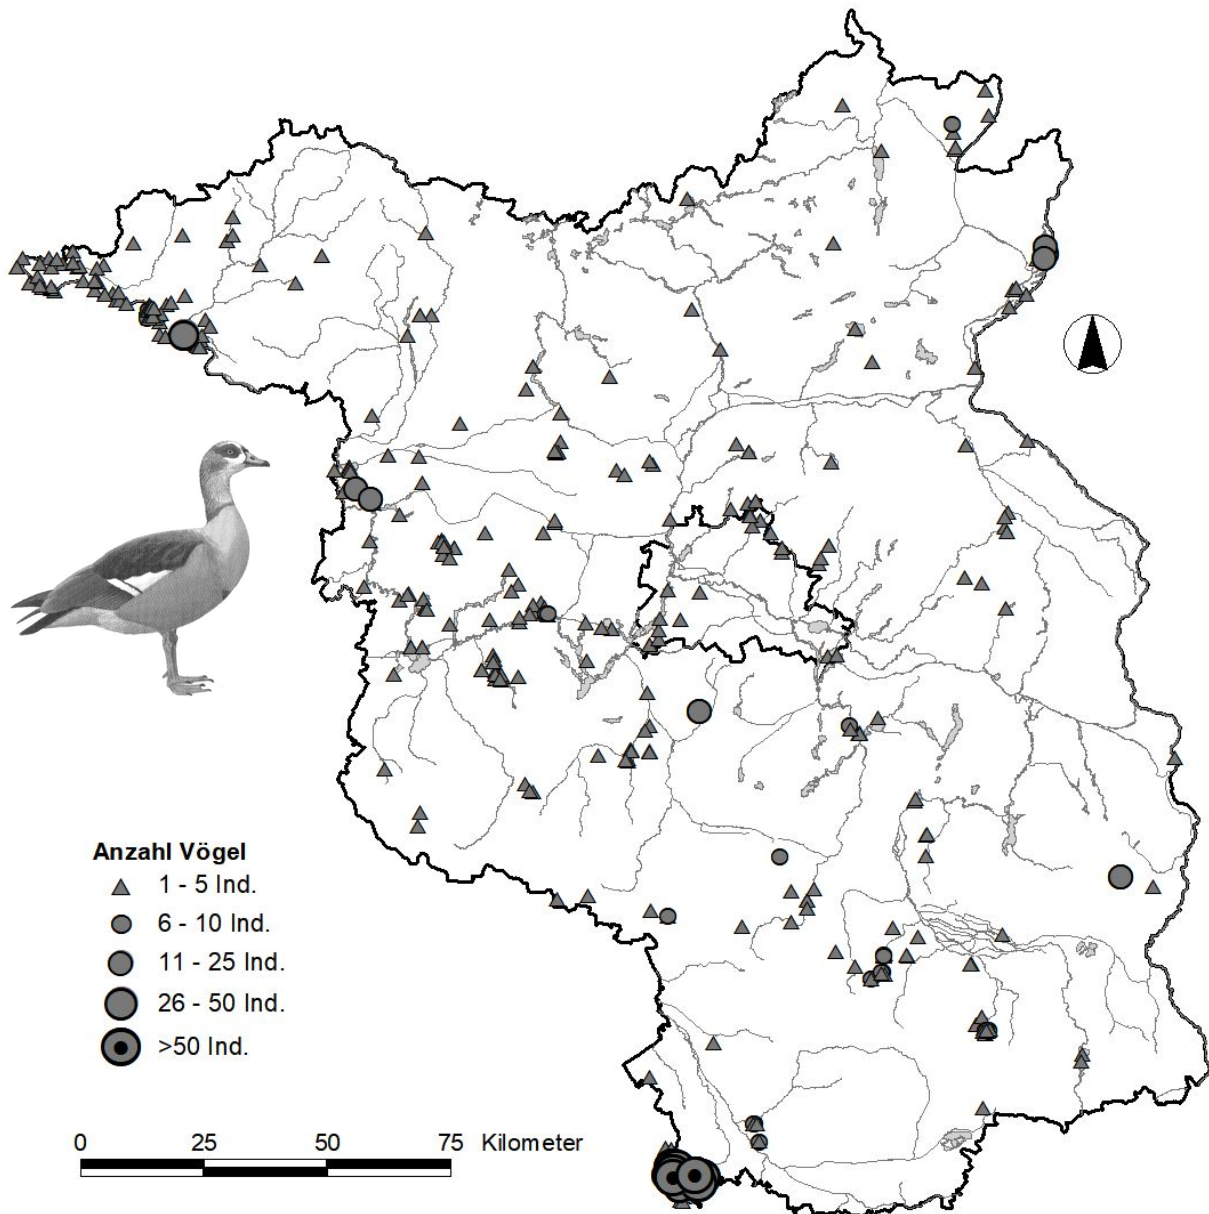 Anzahl Vögel
1 - 5 Ind.
6 - 10 Ind.
11 - 25 Ind.
26 - 50 Ind.
>50 Ind.
0 25 50 75 Kilometer